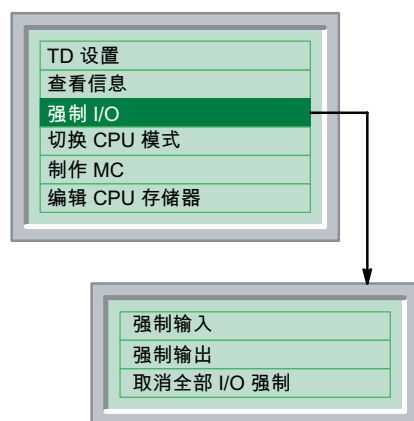 TD 设置
查看信息
强制 I/O
切换 CPU 模式
制作 MC
编辑 CPU 存储器
强制输入
强制输出
取消全部 I/O 强制